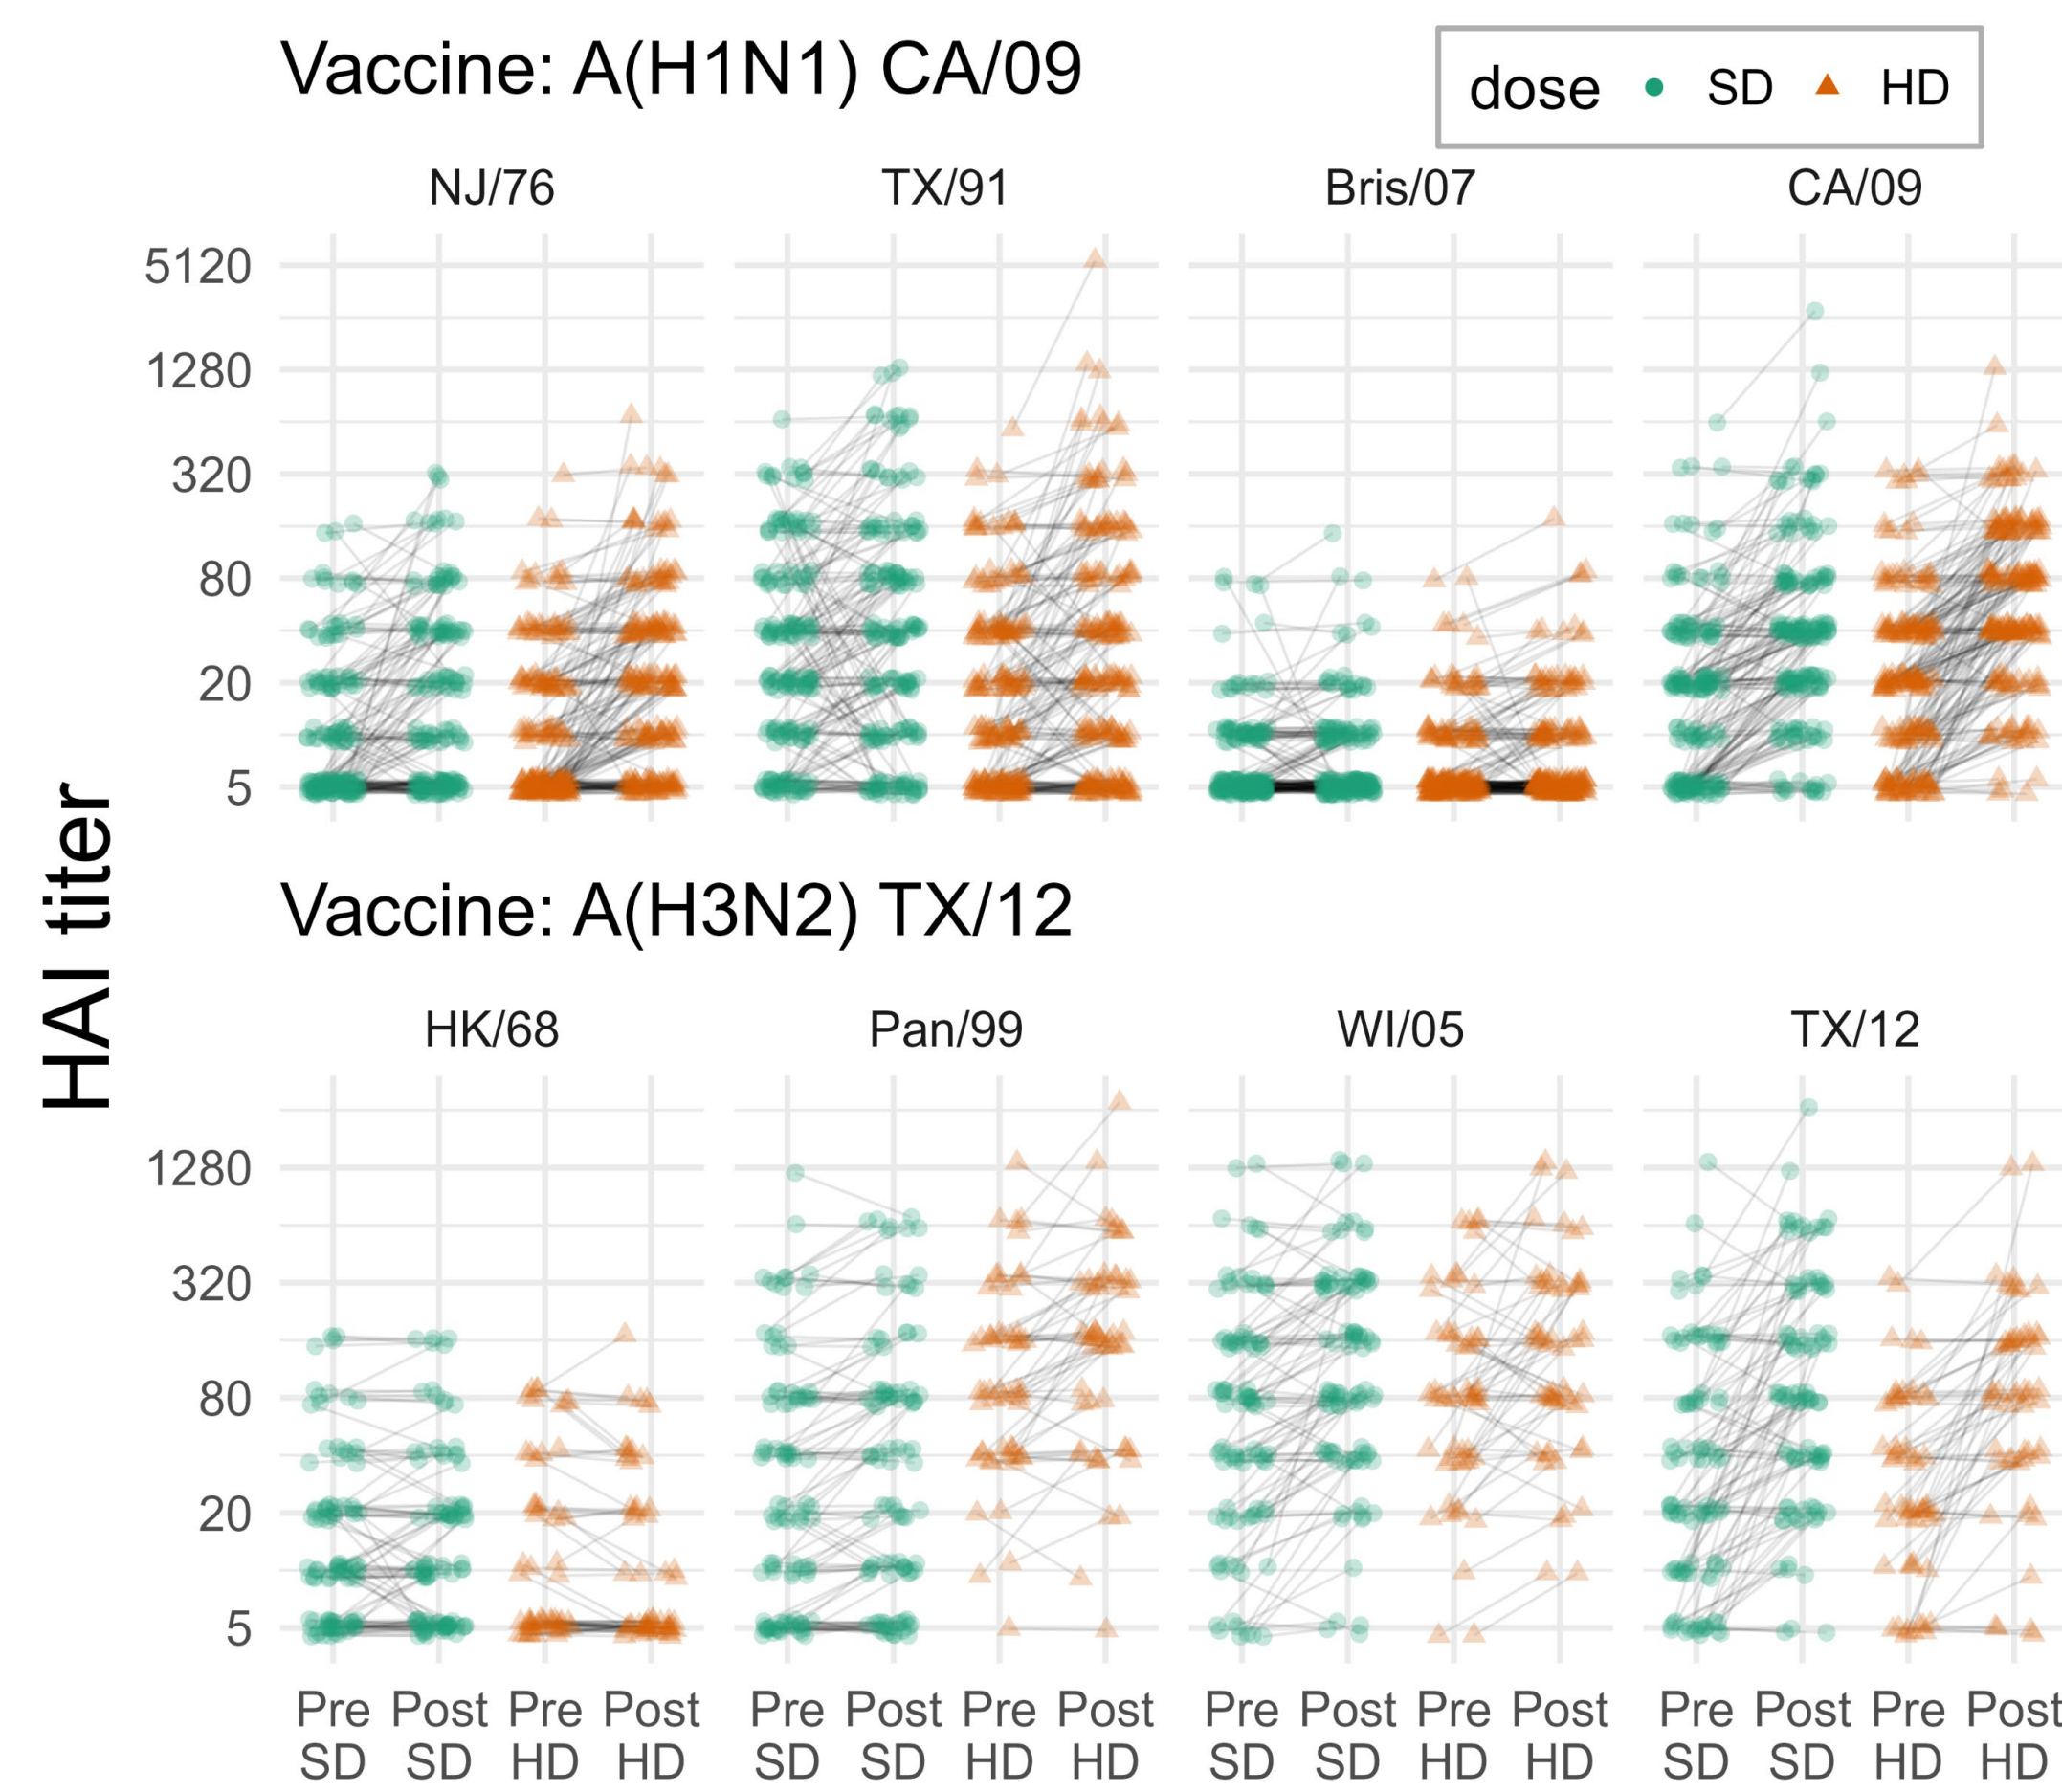 Vaccine: A(H1N1) CA/09
dose SD HD
NJ/76 TX/91 Bris/07 CA/09
5120
1280
320
80
20
5
HAI titer
Vaccine: A(H3N2) TX/12
HK/68 Pan/99 WI/05 TX/12
1280
320
80
20
5
Pre Post Pre Post Pre Post Pre Post Pre Post Pre Post Pre Post Pre Post
SD SD HD HD SD SD HD HD SD SD HD HD SD SD HD HD